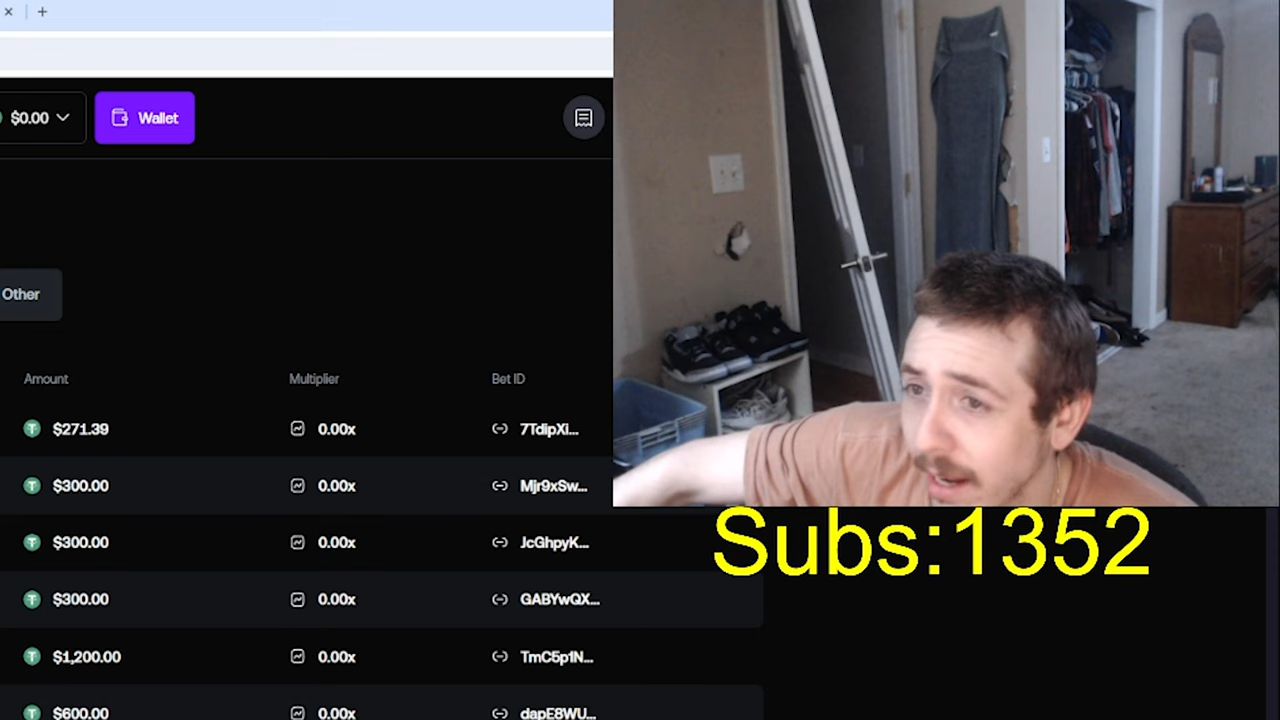 $0.00 Wallet
Other
Amount Multiplier Bet ID
$271.39 0.00x 7TdipXi...
$300.00 0.00x Mjr9xSw...
$300.00 0.00x JcGhpyK...
$300.00 0.00x GABYwQX...
$1,200.00 0.00x TmC5p1N...
$600.00 0.00x dapE8WU...
Subs:1352